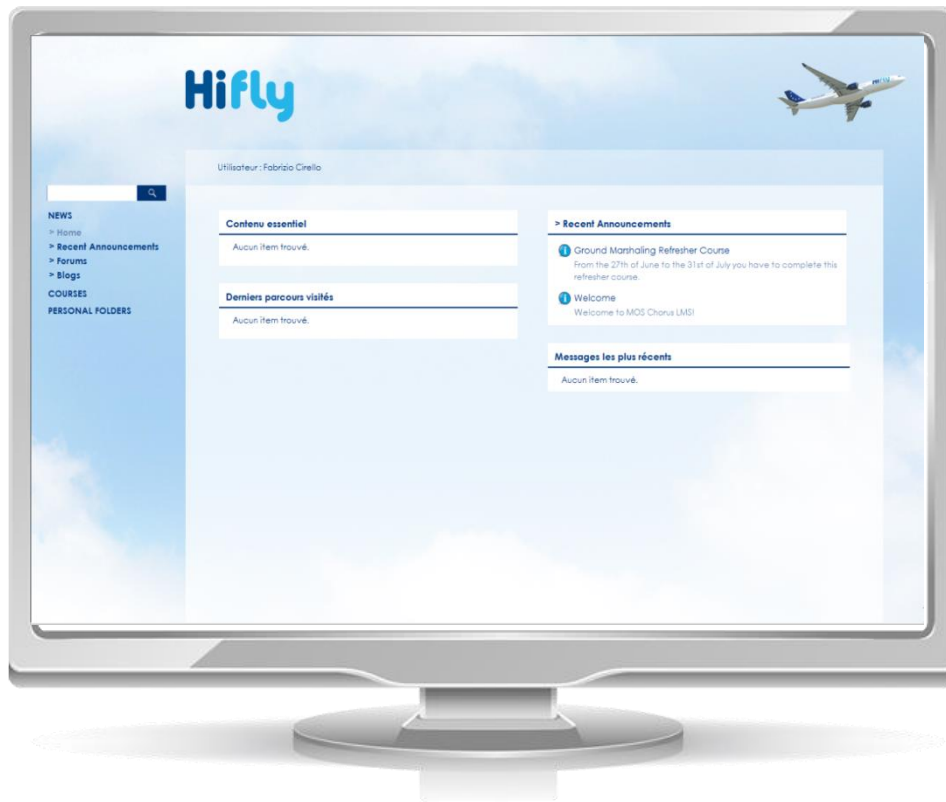 Hifly
Utilisateur : Fabrizio Cirello
NEWS
> Home
> Recent Announcements
> Forums
> Blogs
COURSES
PERSONAL FOLDERS
Contenu essentiel
Aucun item trouvé.
Derniers parcours visités
Aucun item trouvé.
> Recent Announcements
Ground Marshaling Refresher Course
From the 27th of June to the 31st of July you have to complete this
refresher course.
Welcome
Welcome to MOS Chorus LMS!
Messages les plus récents
Aucun item trouvé.